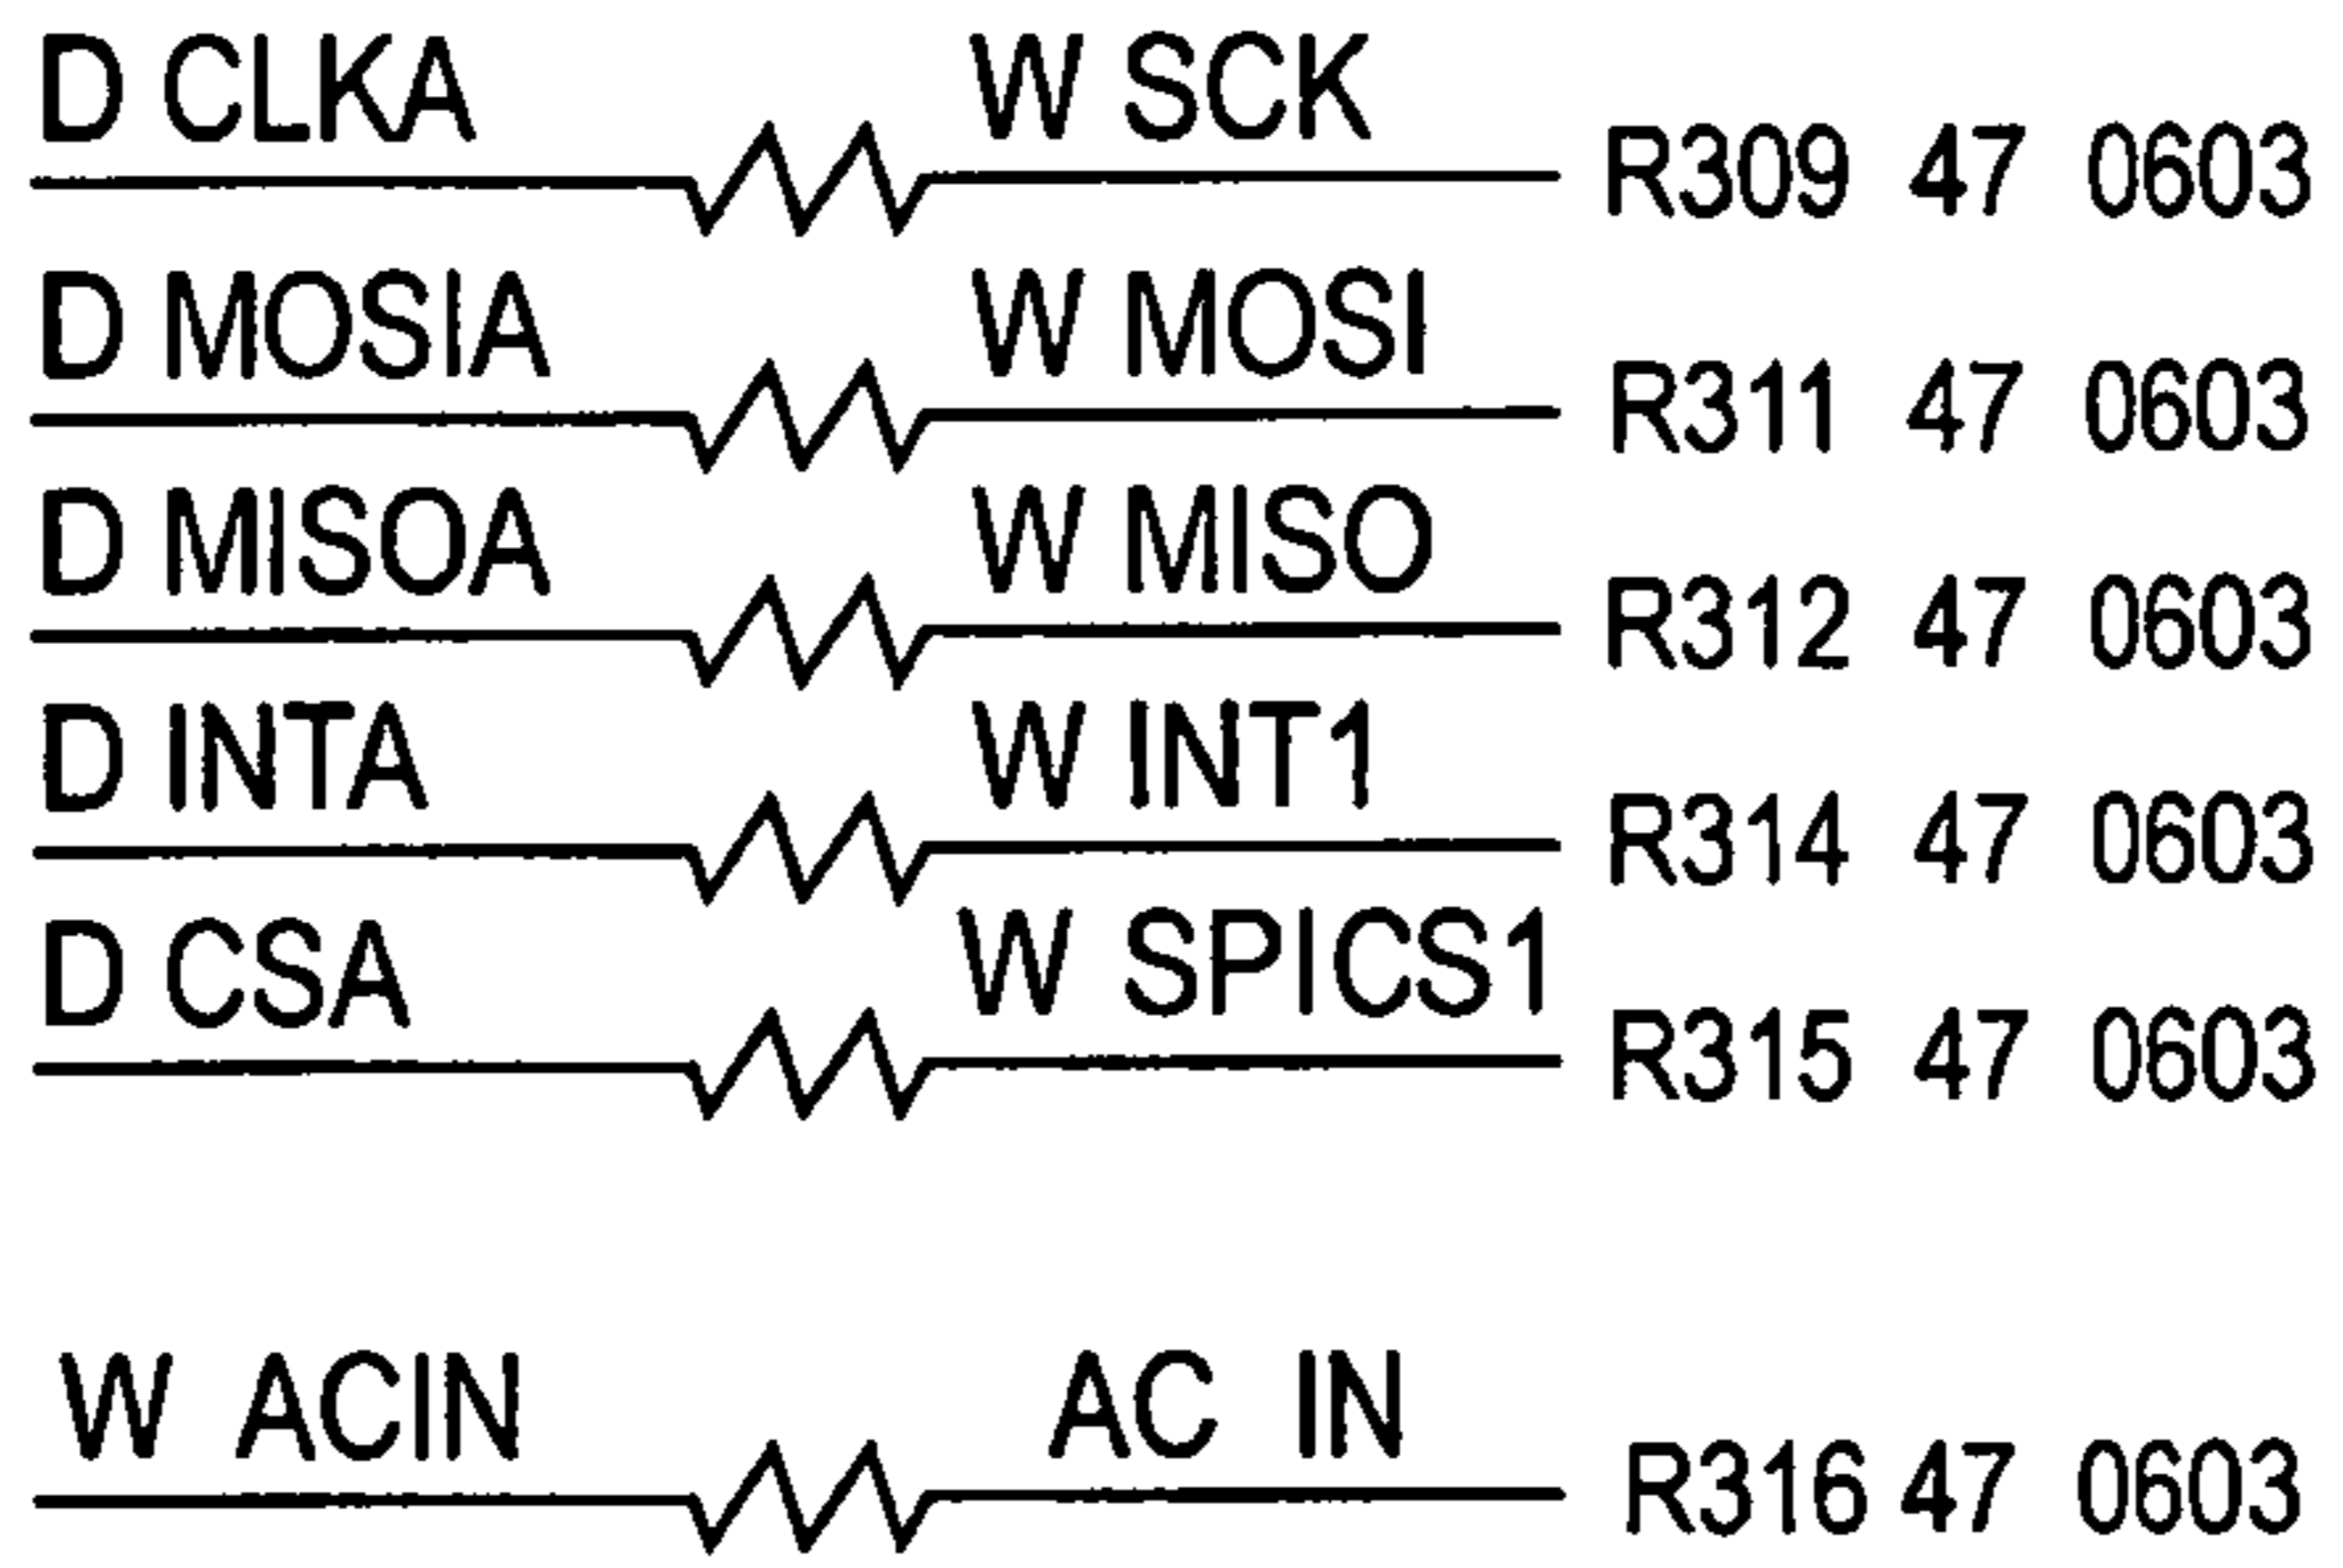 D CLKA W SCK R309 47 0603
D MOSIA W MOSI R311 47 0603
D MISOA W MISO R312 47 0603
D INTA W INT1 R314 47 0603
D CSA W SPICS1 R315 47 0603
W ACIN AC IN R316 47 0603